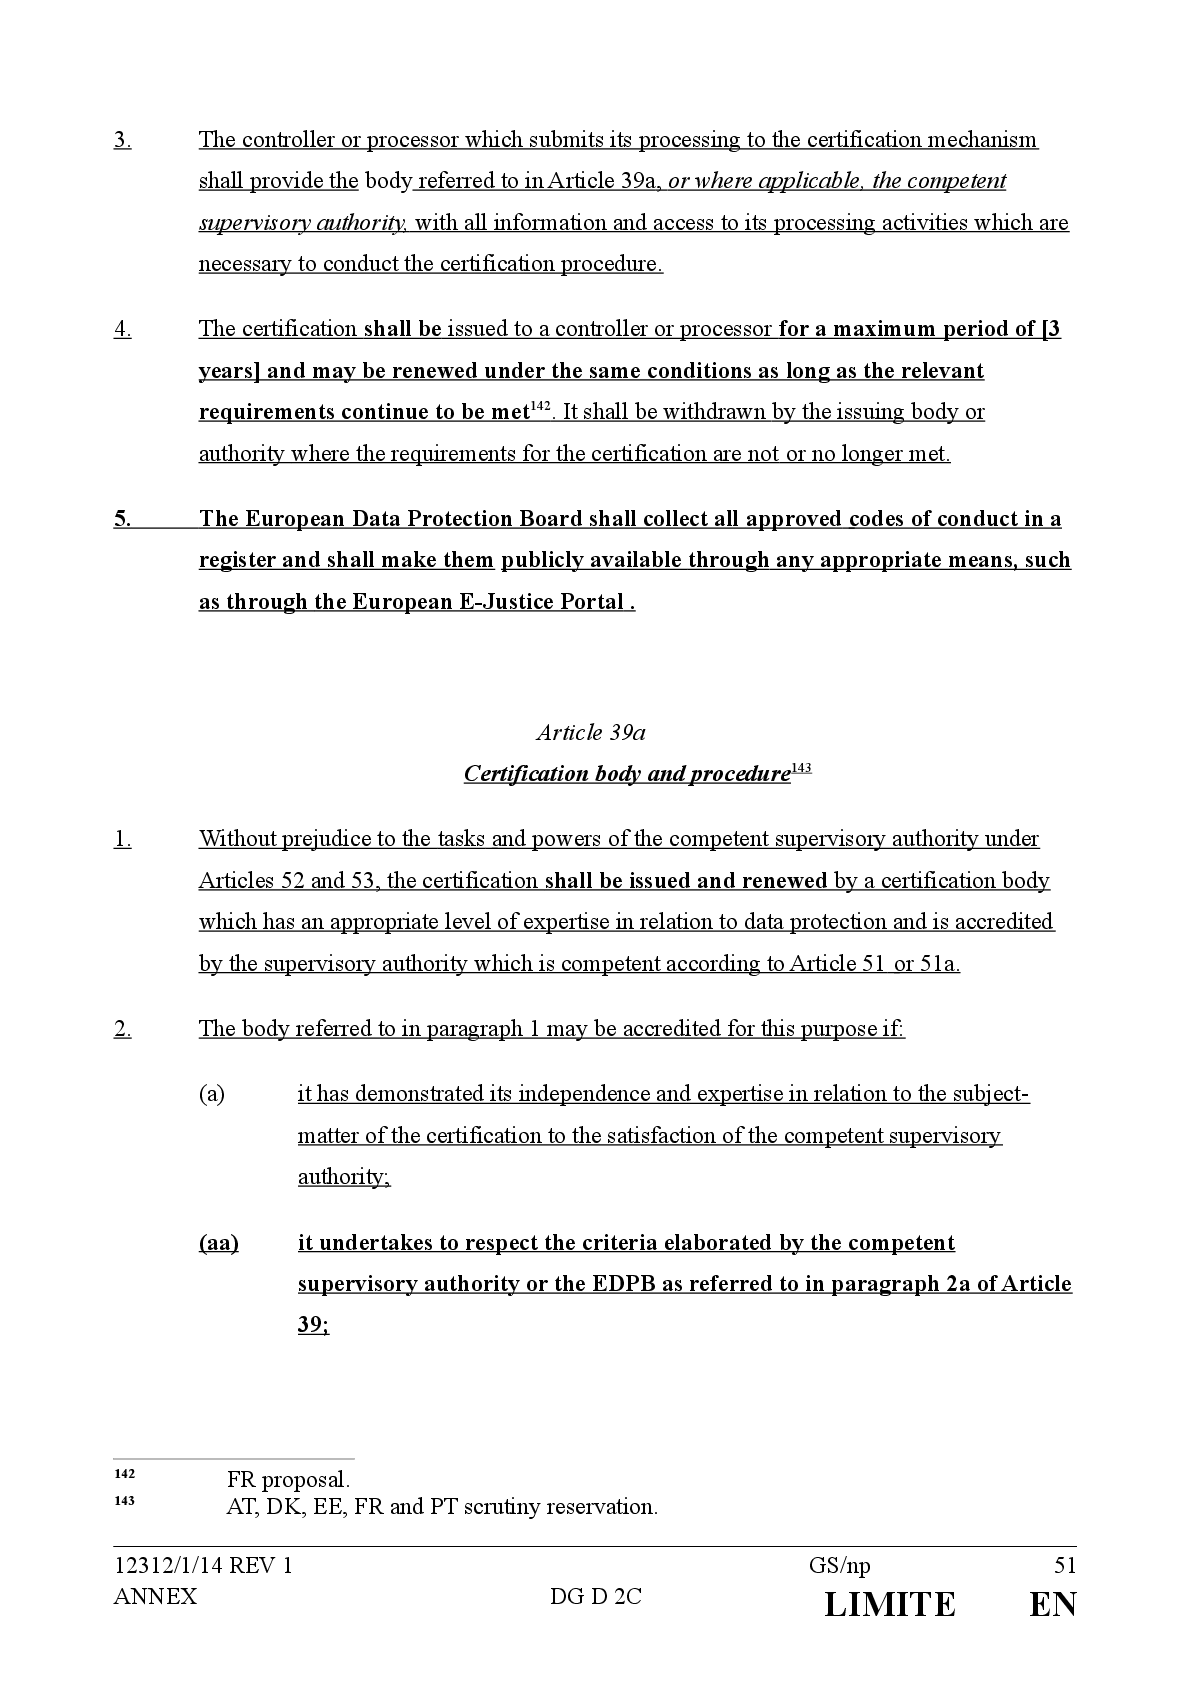 3. The controller or processor which submits its processing to the certification mechanism
shall provide the body referred to in Article 39a, or where applicable, the competent
supervisory authority, with all information and access to its processing activities which are
necessary to conduct the certification procedure.
4. The certification shall be issued to a controller or processor for a maximum period of [3
years] and may be renewed under the same conditions as long as the relevant
requirements continue to be met142. It shall be withdrawn by the issuing body or
authority where the requirements for the certification are not or no longer met.
5. The European Data Protection Board shall collect all approved codes of conduct in a
register and shall make them publicly available through any appropriate means, such
as through the European E-Justice Portal .
Article 39a
Certification body and procedure143
1. Without prejudice to the tasks and powers of the competent supervisory authority under
Articles 52 and 53, the certification shall be issued and renewed by a certification body
which has an appropriate level of expertise in relation to data protection and is accredited
by the supervisory authority which is competent according to Article 51 or 51a.
2. The body referred to in paragraph 1 may be accredited for this purpose if:
(a) it has demonstrated its independence and expertise in relation to the subject-
matter of the certification to the satisfaction of the competent supervisory
authority;
(aa) it undertakes to respect the criteria elaborated by the competent
supervisory authority or the EDPB as referred to in paragraph 2a of Article
39;
142 FR proposal.
143 AT, DK, EE, FR and PT scrutiny reservation.
12312/1/14 REV 1 GS/np 51
ANNEX DG D 2C LIMITE EN